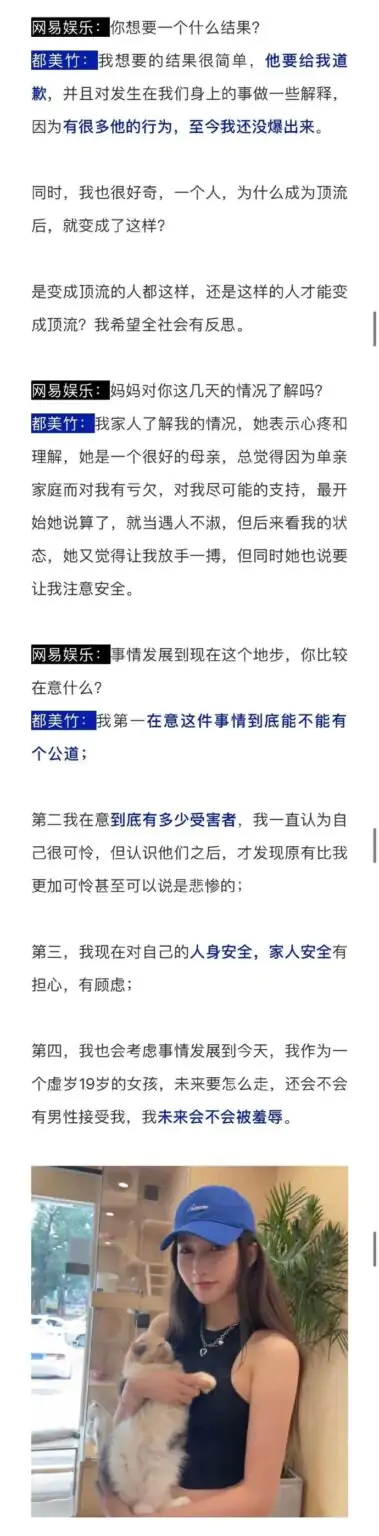 网易娱乐：你想要一个什么结果？
都美竹：我想要的结果很简单，他要给我道
歉，并且对发生在我们身上的事做一些解释，
因为有很多他的行为，至今我还没爆出来。
同时，我也很好奇，一个人，为什么成为顶流
后，就变成了这样？
是变成顶流的人都这样，还是这样的人才能变
成顶流？我希望全社会有反思。
网易娱乐：妈妈对你这几天的情况了解吗？
都美竹：我家人了解我的情况，她表示心疼和
理解，她是一个很好的母亲，总觉得因为单亲
家庭而对我有亏欠，对我尽可能的支持，最开
始她说算了，就当遇人不淑，但后来看我的状
态，她又觉得让我放手一搏，但同时她也说要
让我注意安全。
网易娱乐：事情发展到现在这个地步，你比较
在意什么？
都美竹：我第一在意这件事情到底能不能有
个公道；
第二我在意到底有多少受害者，我一直认为自
己很可怜，但认识他们之后，才发现原有比我
更加可怜甚至可以说是悲惨的；
第三，我现在对自己的人身安全，家人安全有
担心，有顾虑；
第四，我也会考虑事情发展到今天，我作为一
个虚岁19岁的女孩，未来要怎么走，还会不会
有男性接受我，我未来会不会被羞辱。